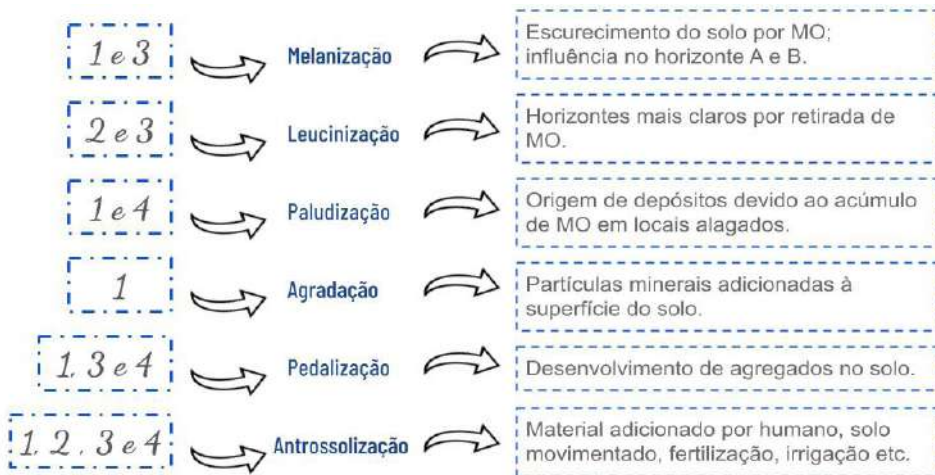 1 e 3
Melanização
Escurecimento do solo por MO;
influência no horizonte A e B.
2 e 3
Leucinização
Horizontes mais claros por retirada de
MO.
1 e 4
Paludização
Origem de depósitos devido ao acúmulo
de MO em locais alagados.
1
Agradação
Partículas minerais adicionadas à
superfície do solo.
1, 3 e 4
Pedalização
Desenvolvimento de agregados no solo.
1, 2, 3 e 4
Antrossolização
Material adicionado por humano, solo
movimentado, fertilização, irrigação etc.